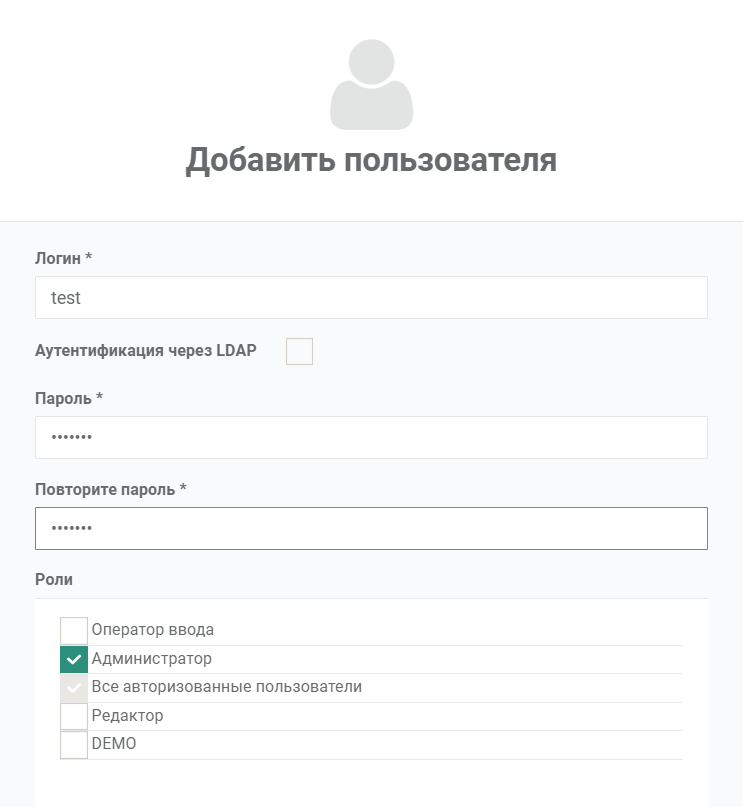 Добавить пользователя
Логин *
test
Аутентификация через LDAP
Пароль *
•••••••
Повторите пароль *
•••••••
Роли
Оператор ввода
Администратор
Все авторизованные пользователи
Редактор
DEMO